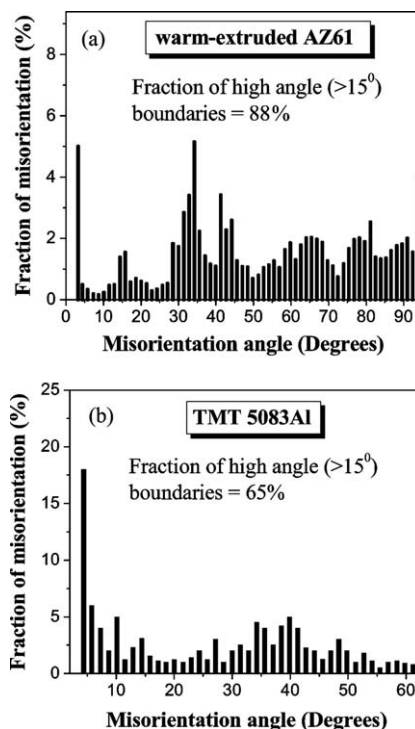 (a)
warm-extruded AZ61
Fraction of high angle (>15⁰)
boundaries = 88%
Fraction of misorientation (%)
8
6
4
2
0
0 10 20 30 40 50 60 70 80 90
Misorientation angle (Degrees)
(b)
TMT 5083Al
Fraction of high angle (>15⁰)
boundaries = 65%
Fraction of misorientation (%)
25
20
15
10
5
0
10 20 30 40 50 60
Misorientation angle (Degrees)